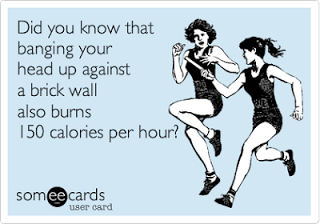 Did you know that
banging your
head up against
a brick wall
also burns
150 calories per hour?
someecards
user card